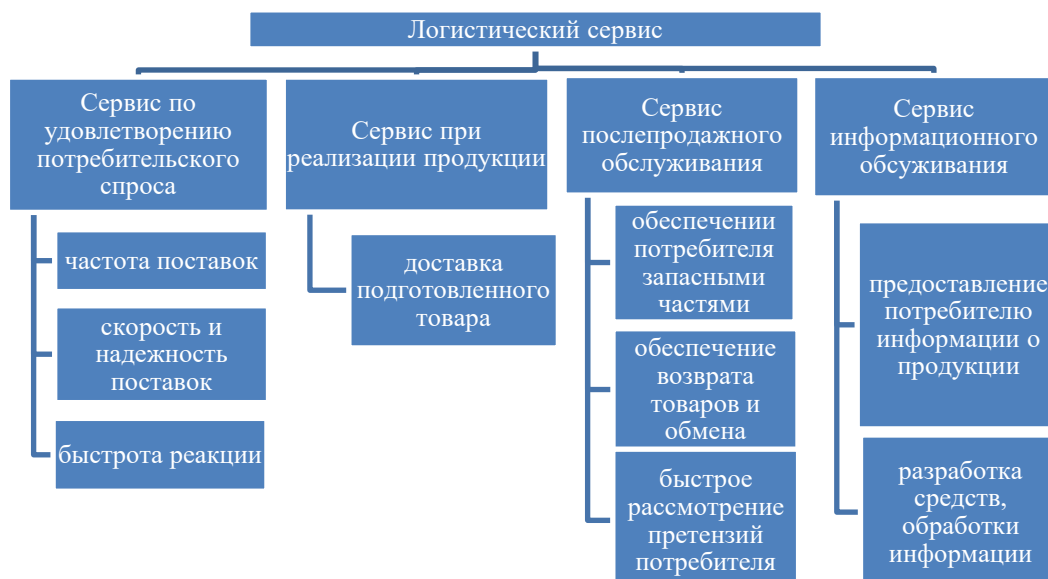 Логистический сервис
Сервис по
удовлетворению
потребительского
спроса
частота поставок
скорость и
надежность
поставок
быстрота реакции
Сервис при
реализации продукции
доставка
подготовленного
товара
Сервис
послепродажного
обслуживания
обеспечении
потребителя
запасными
частями
обеспечение
возврата
товаров и
обмена
быстрое
рассмотрение
претензий
потребителя
Сервис
информационного
обсуживания
предоставление
потребителю
информации о
продукции
разработка
средств,
обработки
информации